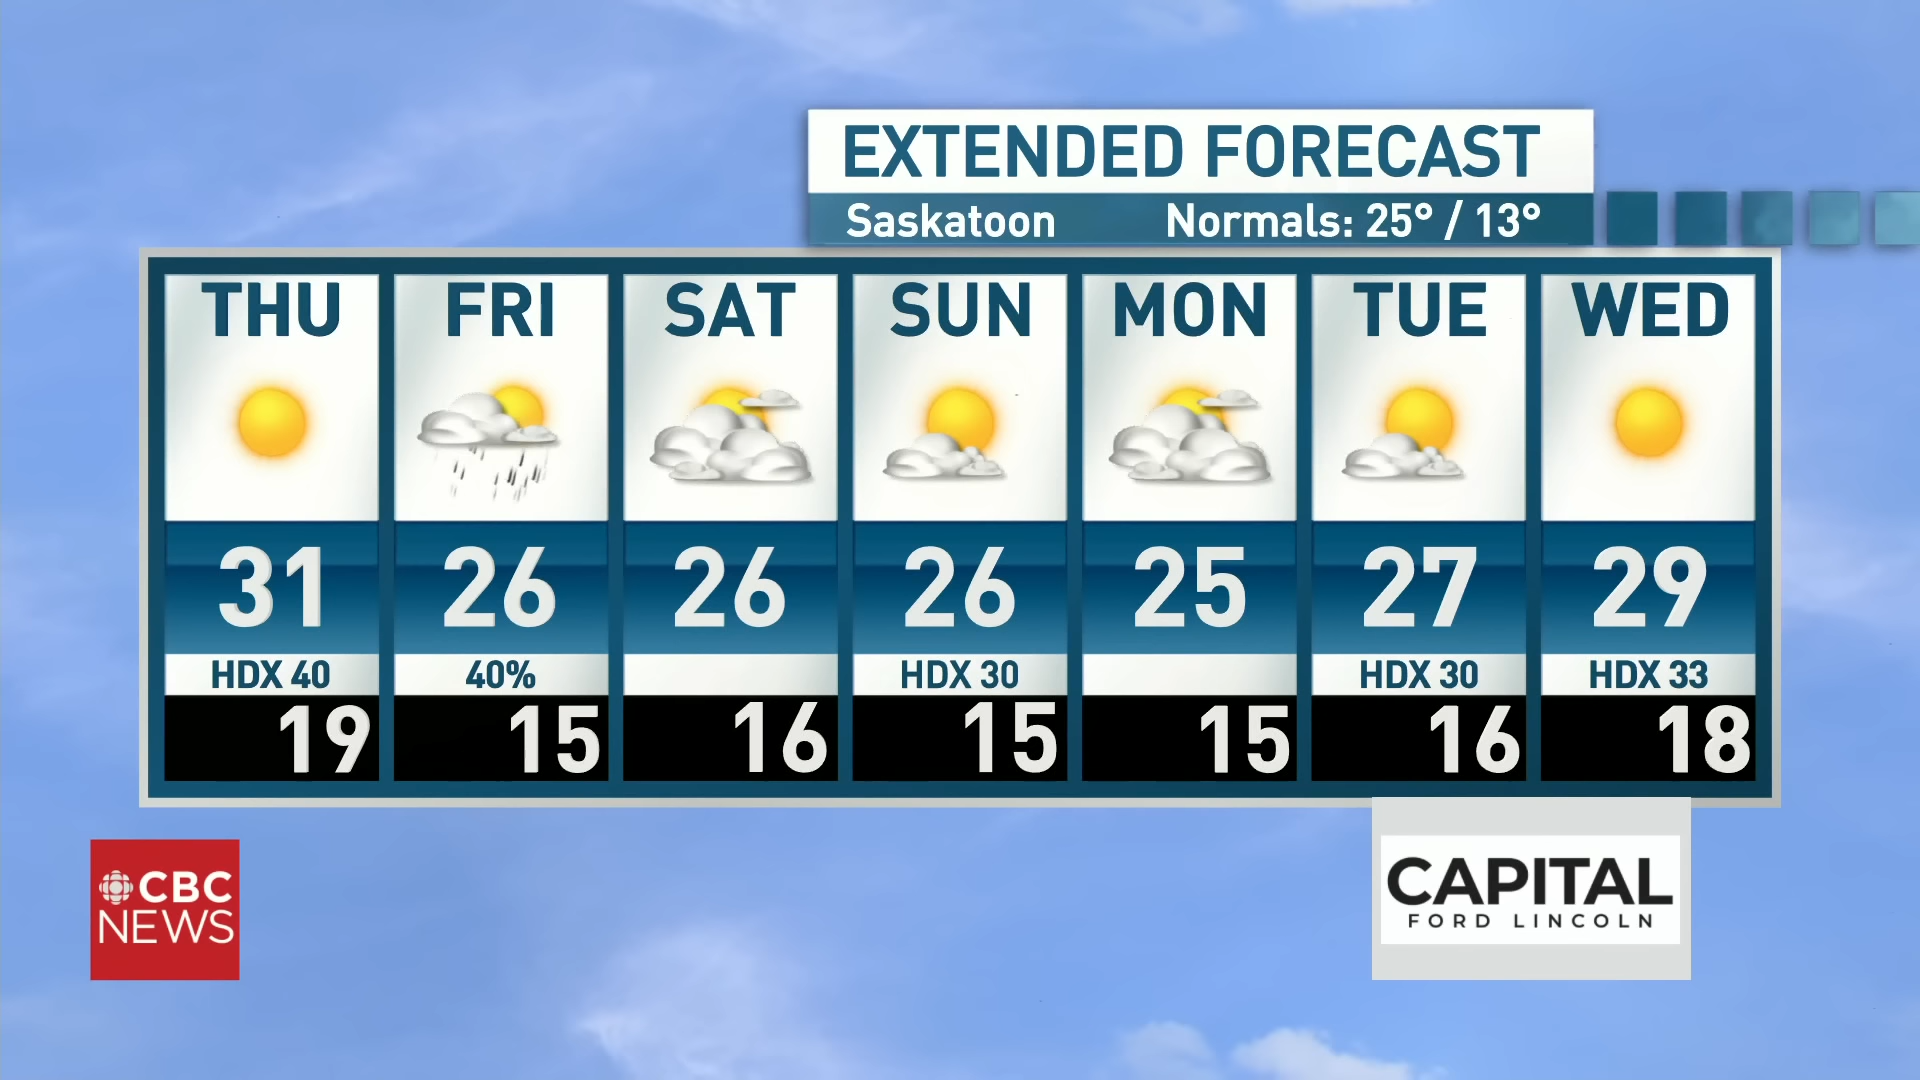 EXTENDED FORECAST
Saskatoon Normals: 25° / 13°
THU FRI SAT SUN MON TUE WED
31 26 26 26 25 27 29
HDX 40 40% HDX 30 HDX 30 HDX 33
19 15 16 15 15 16 18
CBC
NEWS
CAPITAL
FORD LINCOLN